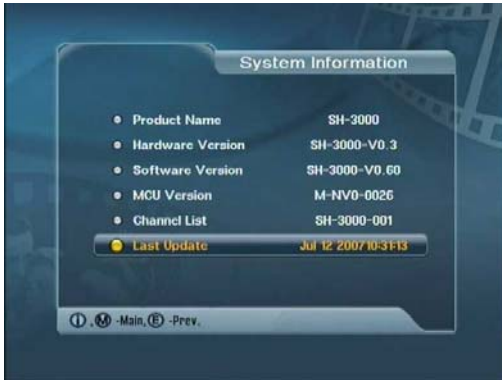 System Information
Product Name SH-3000
Hardware Version SH-3000-V0.3
Software Version SH-3000-V0.60
MCU Version M-NV0-0026
Channel List SH-3000-001
Last Update Jul 12 2007 10:31:13
ⓘ , Ⓜ -Main, Ⓔ -Prev.